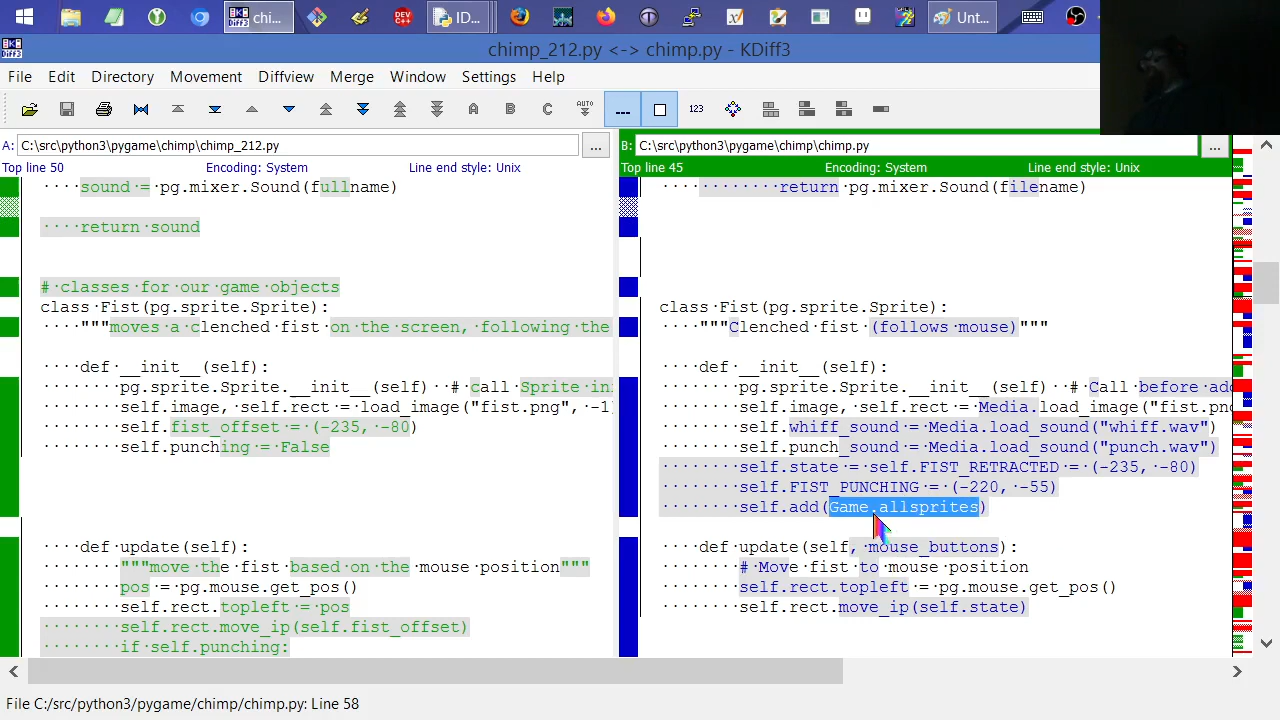 chi...
DEV C++
ID...
Unt...
chimp_212.py <-> chimp.py - KDiff3
File Edit Directory Movement Diffview Merge Window Settings Help
A B C AUTO 123
A: C:\src\python3\pygame\chimp\chimp_212.py ...
Top line 50 Encoding: System Line end style: Unix
····sound·=·pg.mixer.Sound(fullname)
····return·sound
#·classes·for·our·game·objects
class·Fist(pg.sprite.Sprite):
····"""moves·a·clenched·fist·on·the·screen,·following·the
····def·__init__(self):
········pg.sprite.Sprite.__init__(self)··#·call·Sprite·in
········self.image,·self.rect·=·load_image("fist.png",·-1
········self.fist_offset·=·(-235,·-80)
········self.punching·=·False
····def·update(self):
········"""move·the·fist·based·on·the·mouse·position"""
········pos·=·pg.mouse.get_pos()
········self.rect.topleft·=·pos
········self.rect.move_ip(self.fist_offset)
········if·self.punching:
B: C:\src\python3\pygame\chimp\chimp.py ...
Top line 45 Encoding: System Line end style: Unix
············return·pg.mixer.Sound(filename)
class·Fist(pg.sprite.Sprite):
····"""Clenched·fist·(follows·mouse)"""
····def·__init__(self):
········pg.sprite.Sprite.__init__(self)··#·Call·before·add
········self.image,·self.rect·=·Media.load_image("fist.png
········self.whiff_sound·=·Media.load_sound("whiff.wav")
········self.punch_sound·=·Media.load_sound("punch.wav")
········self.state·=·self.FIST_RETRACTED·=·(-235,·-80)
········self.FIST_PUNCHING·=·(-220,·-55)
········self.add(Game.allsprites)
····def·update(self,·mouse_buttons):
········#·Move·fist·to·mouse·position
········self.rect.topleft·=·pg.mouse.get_pos()
········self.rect.move_ip(self.state)
File C:/src/python3/pygame/chimp/chimp.py: Line 58